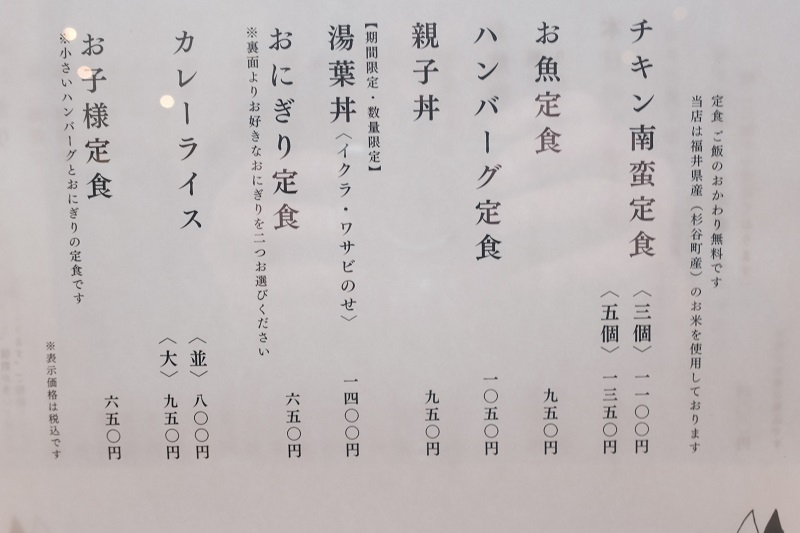 定食 ご飯のおかわり無料です
当店は福井県産（杉谷町産）のお米を使用しております
チキン南蛮定食
〈三個〉 一一〇〇円
〈五個〉 一三五〇円
お魚定食 九五〇円
ハンバーグ定食 一〇五〇円
親子丼 九五〇円
【期間限定・数量限定】
湯葉丼〈イクラ・ワサビのせ〉 一四〇〇円
おにぎり定食 六五〇円
※裏面よりお好きなおにぎりを二つお選びください
カレーライス
〈並〉 八〇〇円
〈大〉 九五〇円
お子様定食 六五〇円
※小さいハンバーグとおにぎりの定食です
※表示価格は税込です